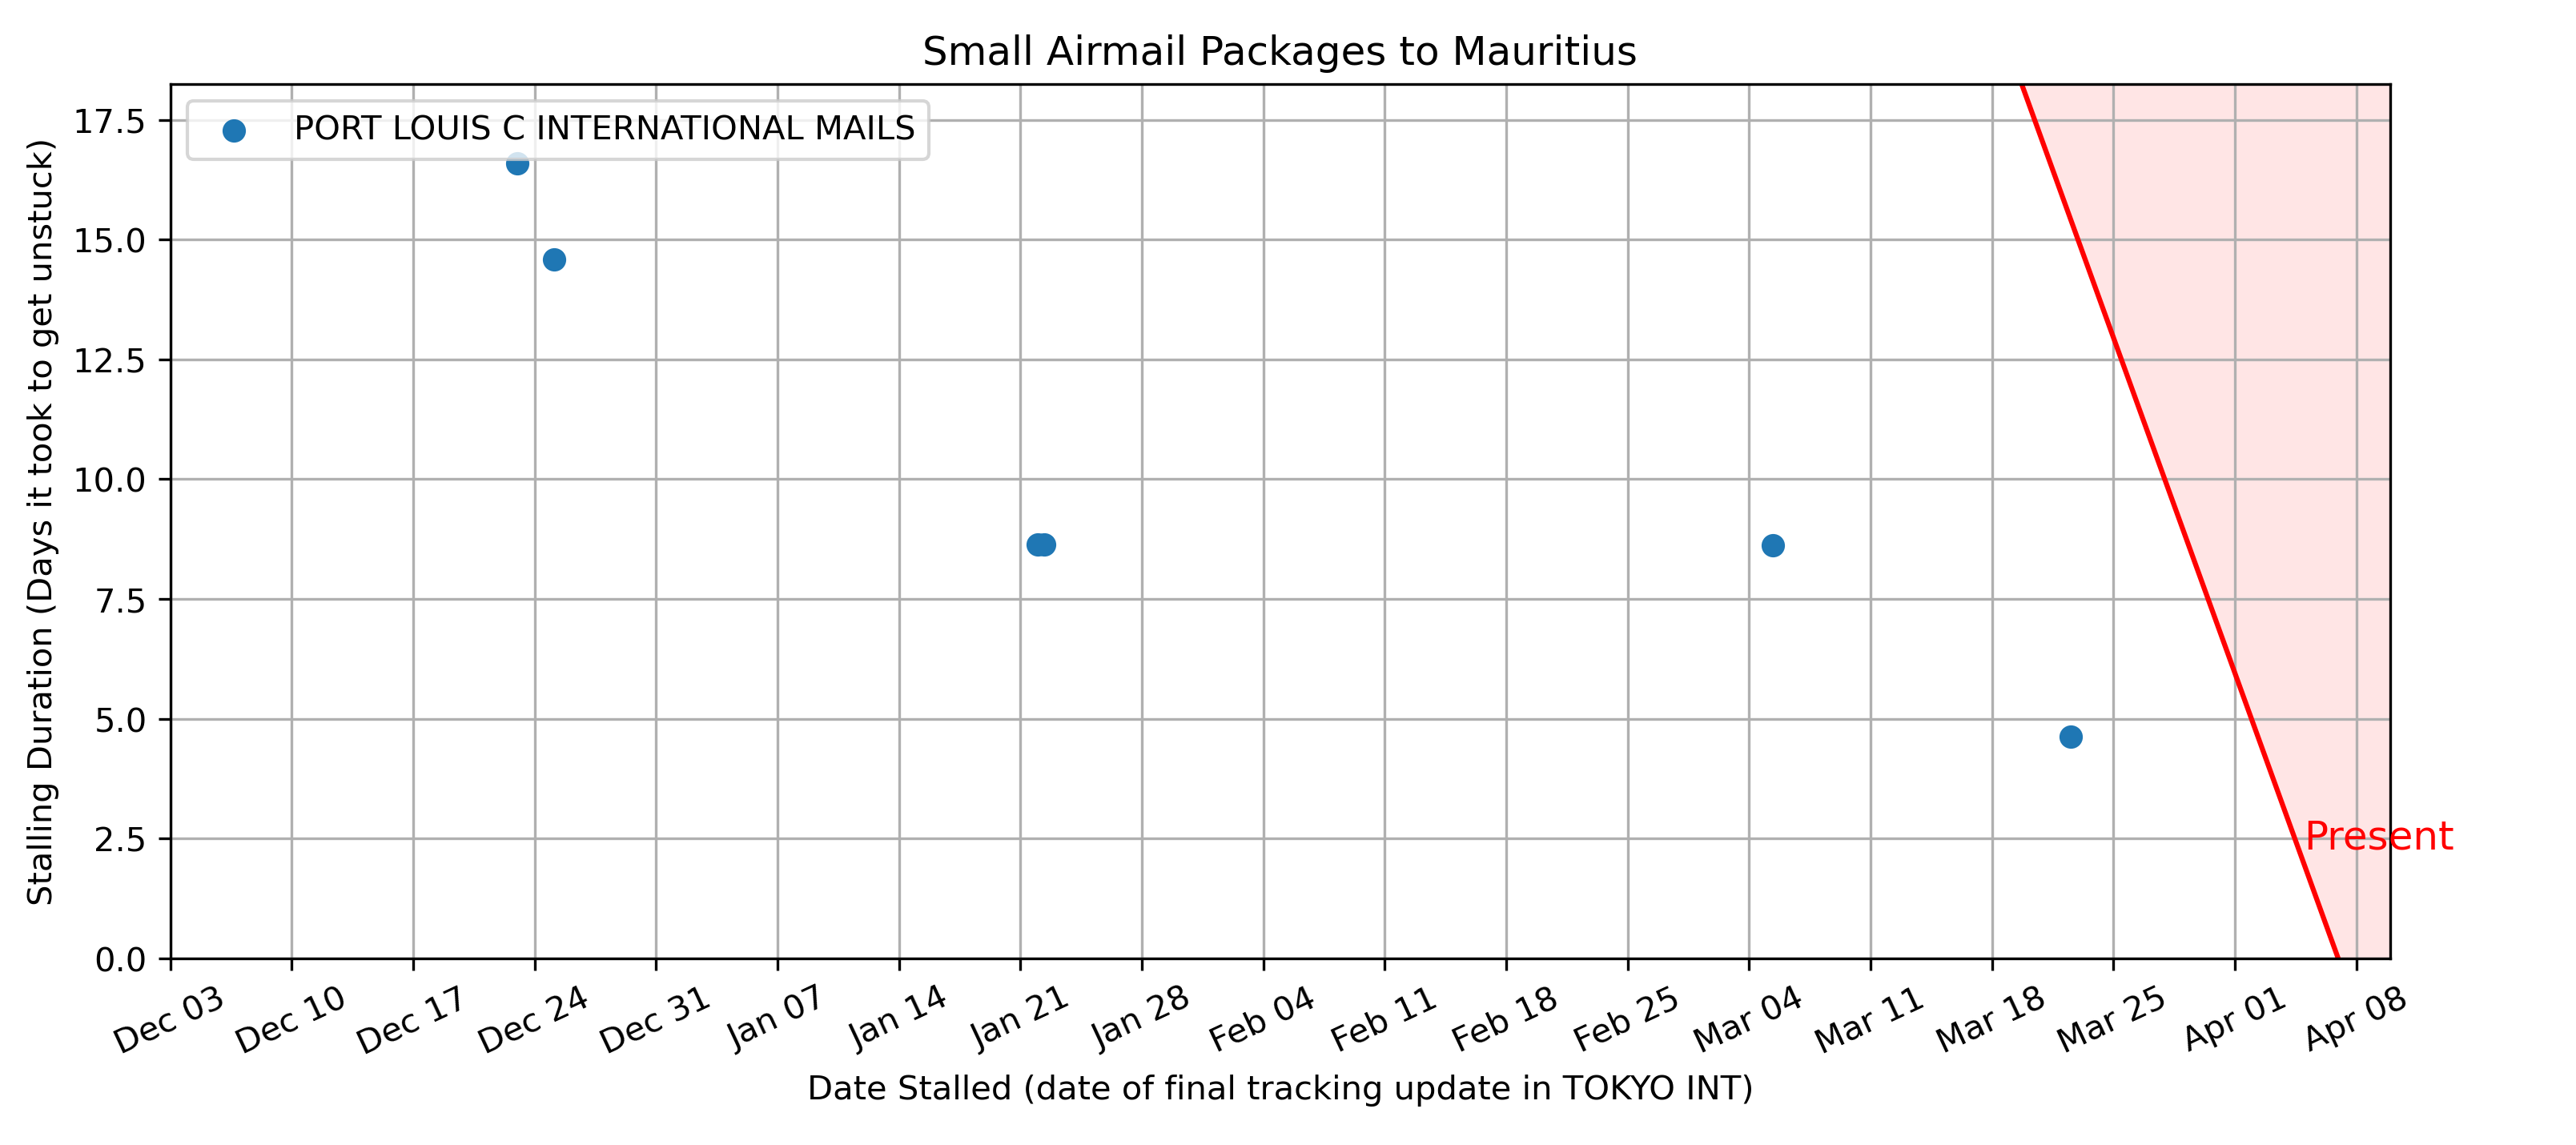 Small Airmail Packages to Mauritius
PORT LOUIS C INTERNATIONAL MAILS
Stalling Duration (Days it took to get unstuck)
17.5
15.0
12.5
10.0
7.5
5.0
2.5
0.0
Present
Dec 03
Dec 10
Dec 17
Dec 24
Dec 31
Jan 07
Jan 14
Jan 21
Jan 28
Feb 04
Feb 11
Feb 18
Feb 25
Mar 04
Mar 11
Mar 18
Mar 25
Apr 01
Apr 08
Date Stalled (date of final tracking update in TOKYO INT)